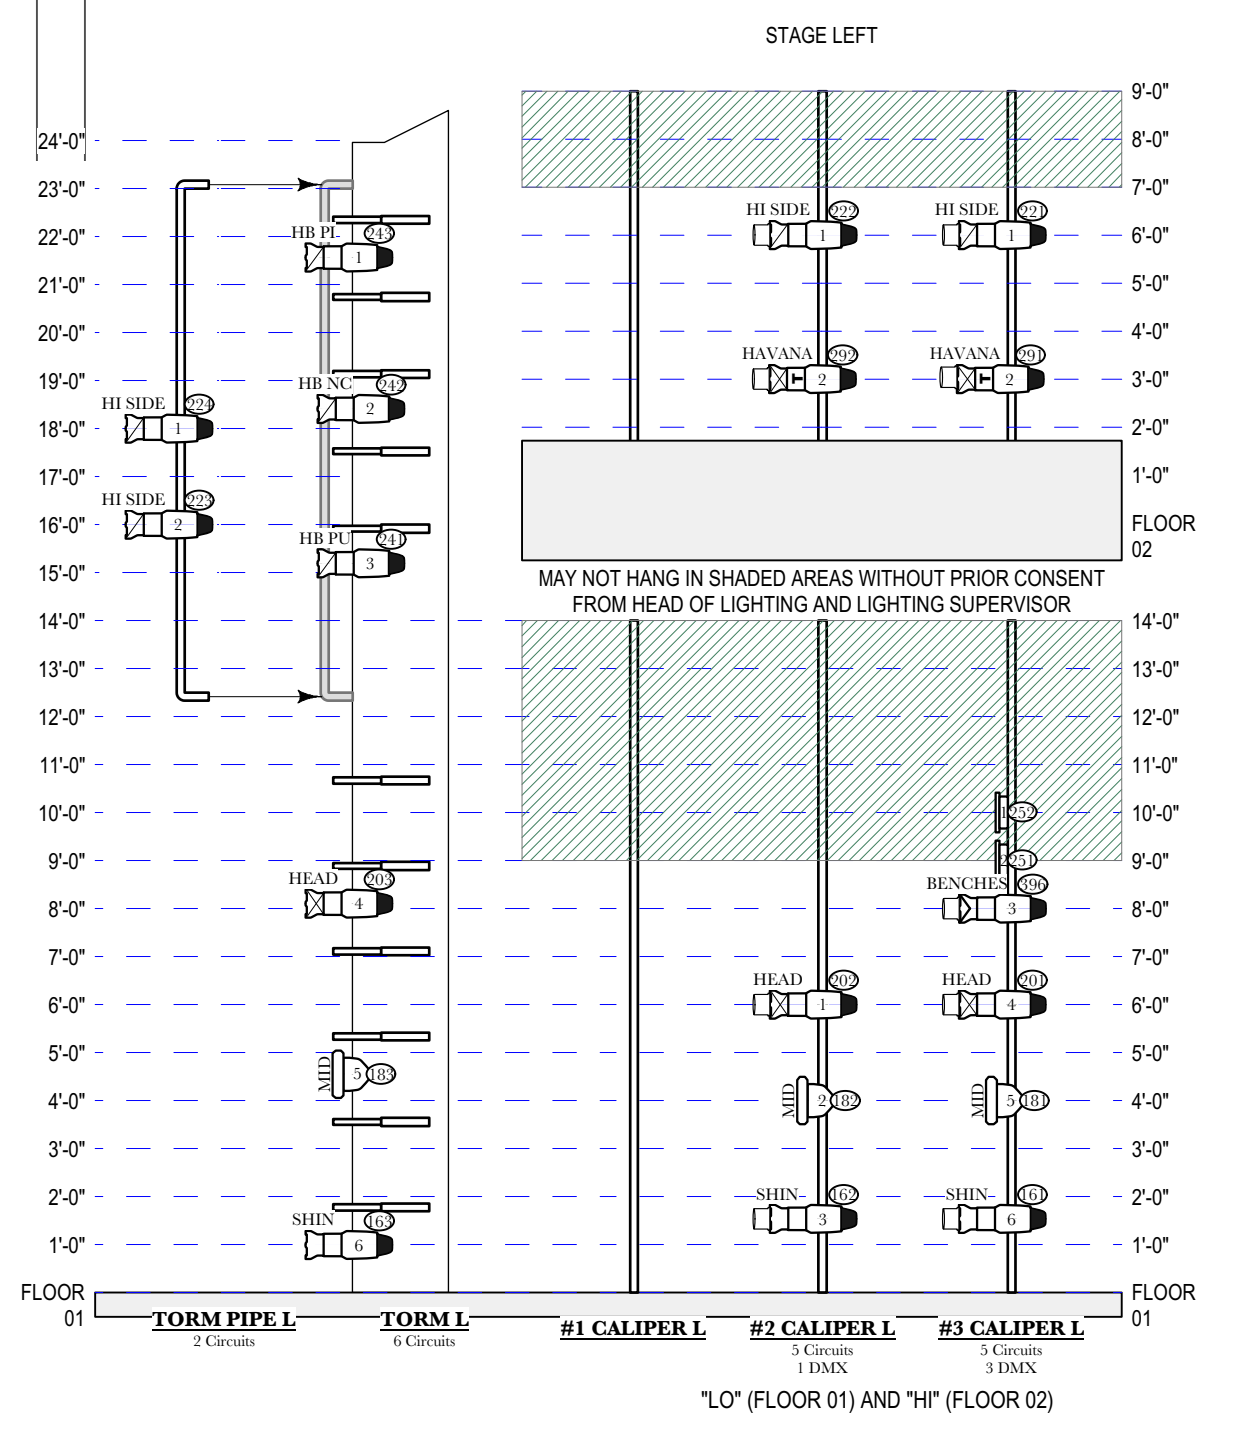 STAGE LEFT
9'-0"
24'-0"
8'-0"
23'-0"
7'-0"
HI SIDE 222
HI SIDE 221
HB PI 243
22'-0"
1
1
6'-0"
1
21'-0"
5'-0"
20'-0"
4'-0"
HAVANA 292
HAVANA 291
19'-0"
HB NC 242
2
2
3'-0"
HI SIDE 224
2
18'-0"
1
2'-0"
17'-0"
1'-0"
HI SIDE 223
16'-0"
2
FLOOR
02
HB PU 241
3
15'-0"
MAY NOT HANG IN SHADED AREAS WITHOUT PRIOR CONSENT
FROM HEAD OF LIGHTING AND LIGHTING SUPERVISOR
14'-0"
14'-0"
13'-0"
13'-0"
12'-0"
12'-0"
11'-0"
11'-0"
10'-0"
1 252
10'-0"
9'-0"
2 251
9'-0"
HEAD 203
BENCHES 396
8'-0"
4
3
8'-0"
7'-0"
7'-0"
HEAD 202
HEAD 201
6'-0"
1
4
6'-0"
5'-0"
5'-0"
MID 5 183
4'-0"
MID 2 182
MID 5 181
4'-0"
3'-0"
3'-0"
2'-0"
SHIN 162
SHIN 161
2'-0"
SHIN 163
3
6
1'-0"
6
1'-0"
FLOOR
01
FLOOR
01
TORM PIPE L
2 Circuits
TORM L
6 Circuits
#1 CALIPER L
#2 CALIPER L
5 Circuits
1 DMX
#3 CALIPER L
5 Circuits
3 DMX
"LO" (FLOOR 01) AND "HI" (FLOOR 02)